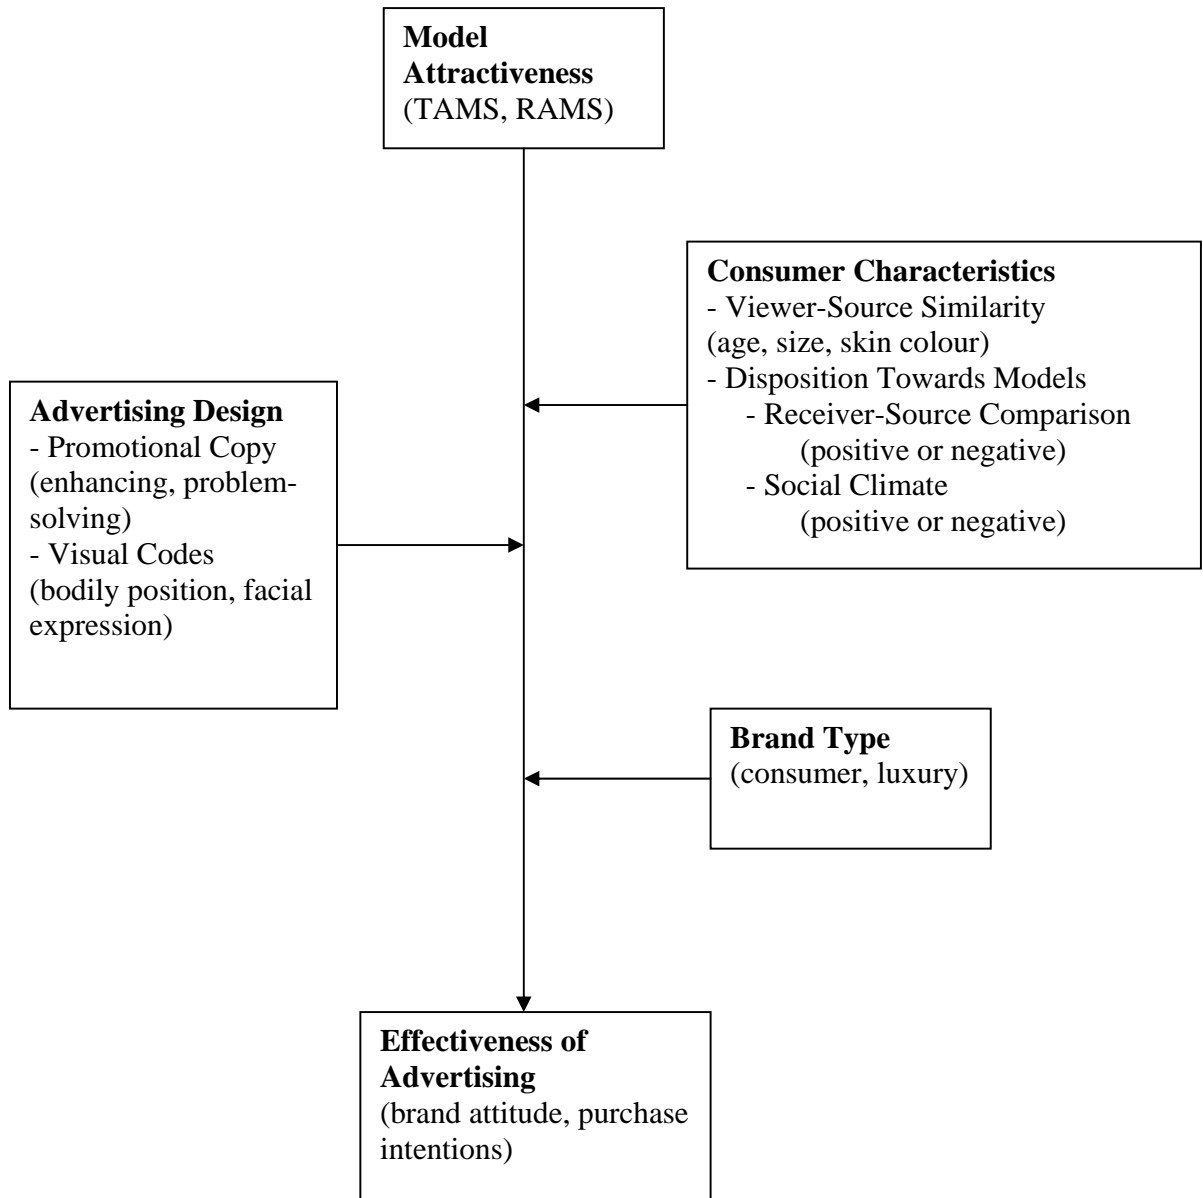 Model
Attractiveness
(TAMS, RAMS)
Consumer Characteristics
- Viewer-Source Similarity
(age, size, skin colour)
- Disposition Towards Models
- Receiver-Source Comparison
(positive or negative)
- Social Climate
(positive or negative)
Advertising Design
- Promotional Copy
(enhancing, problem-
solving)
- Visual Codes
(bodily position, facial
expression)
Brand Type
(consumer, luxury)
Effectiveness of
Advertising
(brand attitude, purchase
intentions)